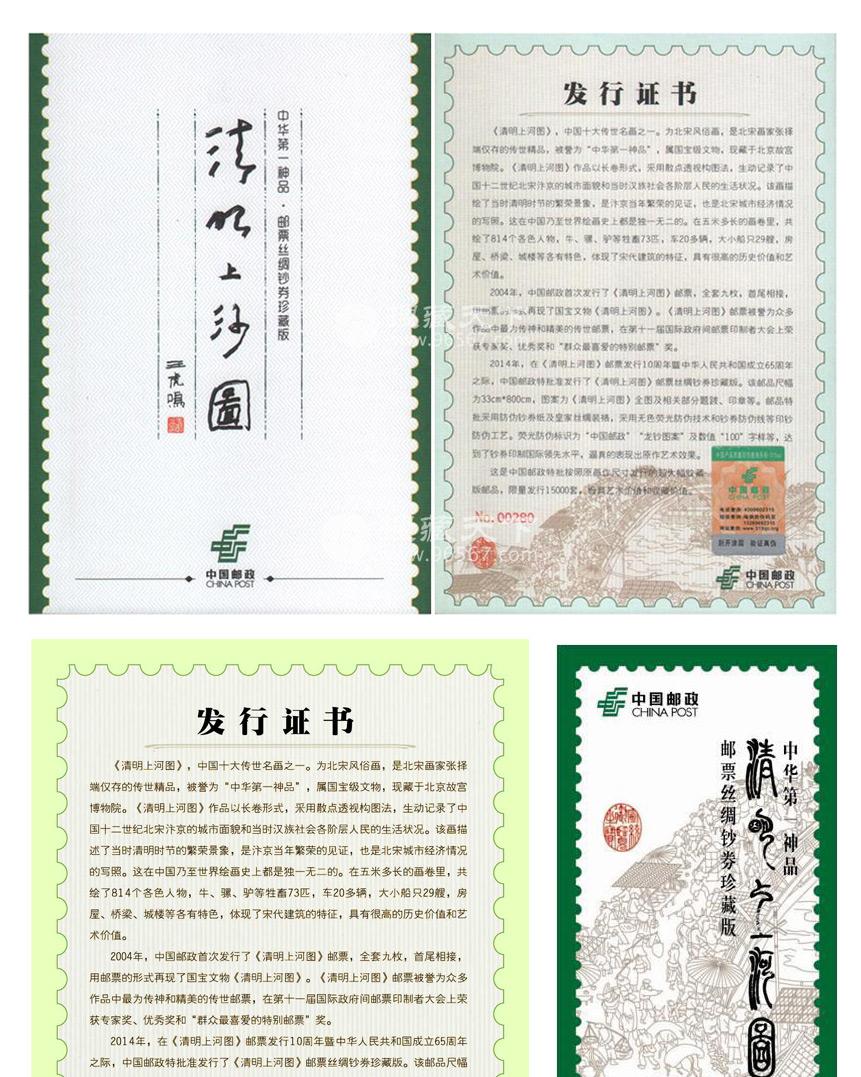 中华第一神品·邮票丝绸钞券珍藏版
清明上河圖
王虎鸣
中国邮政
CHINA POST
发行证书
《清明上河图》，中国十大传世名画之一。为北宋风俗画，是北宋画家张择
端仅存的传世精品，被誉为“中华第一神品”，属国宝级文物，现藏于北京故宫
博物院。《清明上河图》作品以长卷形式，采用散点透视构图法，生动记录了中
国十二世纪北宋汴京的城市面貌和当时汉族社会各阶层人民的生活状况。该画描
绘了当时清明时节的繁荣景象，是汴京当年繁荣的见证，也是北宋城市经济情况
的写照。这在中国乃至世界绘画史上都是独一无二的。在五米多长的画卷里，共
绘了814个各色人物，牛、骡、驴等牲畜73匹，车20多辆，大小船只29艘，房
屋、桥梁、城楼等各有特色，体现了宋代建筑的特征，具有很高的历史价值和艺
术价值。
2004年，中国邮政首次发行了《清明上河图》邮票，全套九枚，首尾相接，
用邮票的形式再现了国宝文物《清明上河图》。《清明上河图》邮票被誉为众多
作品中最为传神和精美的传世邮票，在第十一届国际政府间邮票印制者大会上荣
获专家奖、优秀奖和“群众最喜爱的特别邮票”奖。
2014年，在《清明上河图》邮票发行10周年暨中华人民共和国成立65周年
之际，中国邮政特批准发行了《清明上河图》邮票丝绸钞券珍藏版。该邮品尺幅
为33cm*800cm，图案为《清明上河图》全图及相关部分题跋、印章等。邮品特
批采用防伪钞券纸及皇家丝绸装裱，采用无色荧光防伪技术和钞券防伪线等印钞
防伪工艺。荧光防伪标识为“中国邮政”“龙钞图案”及数值“100”字样等，达
到了钞券印制国际领先水平，逼真的表现出原作艺术效果。
这是中国邮政特批按照原画作尺寸发行的超大幅收藏
版邮品，限量发行15000套，极具艺术价值和收藏价值。
No.00280
中国邮政
刮开涂层 验证真伪
中国邮政
CHINA POST
www.96567.com
发行证书
《清明上河图》，中国十大传世名画之一。为北宋风俗画，是北宋画家张择
端仅存的传世精品，被誉为“中华第一神品”，属国宝级文物，现藏于北京故宫
博物院。《清明上河图》作品以长卷形式，采用散点透视构图法，生动记录了中
国十二世纪北宋汴京的城市面貌和当时汉族社会各阶层人民的生活状况。该画描
述了当时清明时节的繁荣景象，是汴京当年繁荣的见证，也是北宋城市经济情况
的写照。这在中国乃至世界绘画史上都是独一无二的。在五米多长的画卷里，共
绘了814个各色人物，牛、骡、驴等牲畜73匹，车20多辆，大小船只29艘，房
屋、桥梁、城楼等各有特色，体现了宋代建筑的特征，具有很高的历史价值和艺
术价值。
2004年，中国邮政首次发行了《清明上河图》邮票，全套九枚，首尾相接，
用邮票的形式再现了国宝文物《清明上河图》。《清明上河图》邮票被誉为众多
作品中最为传神和精美的传世邮票，在第十一届国际政府间邮票印制者大会上荣
获专家奖、优秀奖和“群众最喜爱的特别邮票”奖。
2014年，在《清明上河图》邮票发行10周年暨中华人民共和国成立65周年
之际，中国邮政特批准发行了《清明上河图》邮票丝绸钞券珍藏版。该邮品尺幅
中国邮政
CHINA POST
中华第一神品
清明上河圖
邮票丝绸钞券珍藏版